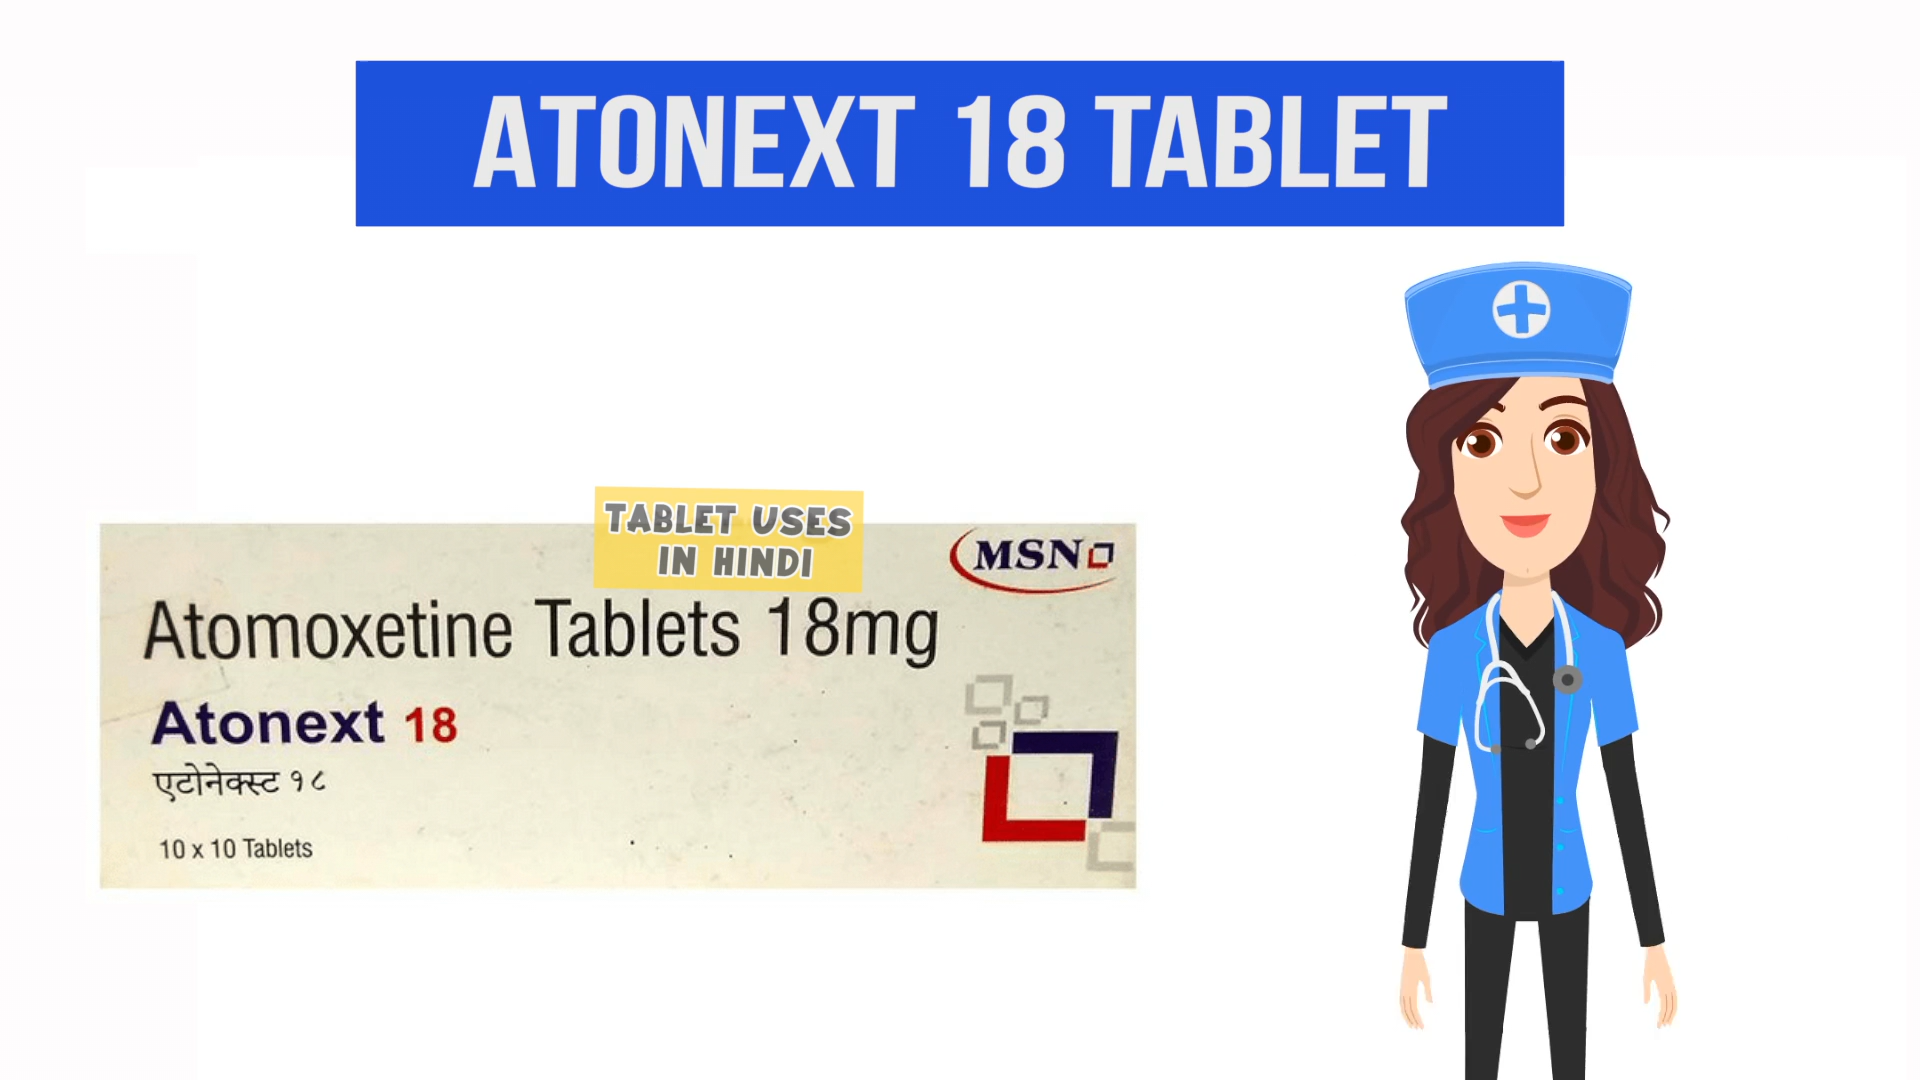 ATONEXT 18 TABLET
TABLET USES
IN HINDI
MSN
Atomoxetine Tablets 18mg
Atonext 18
एटोनेक्स्ट १८
10 x 10 Tablets